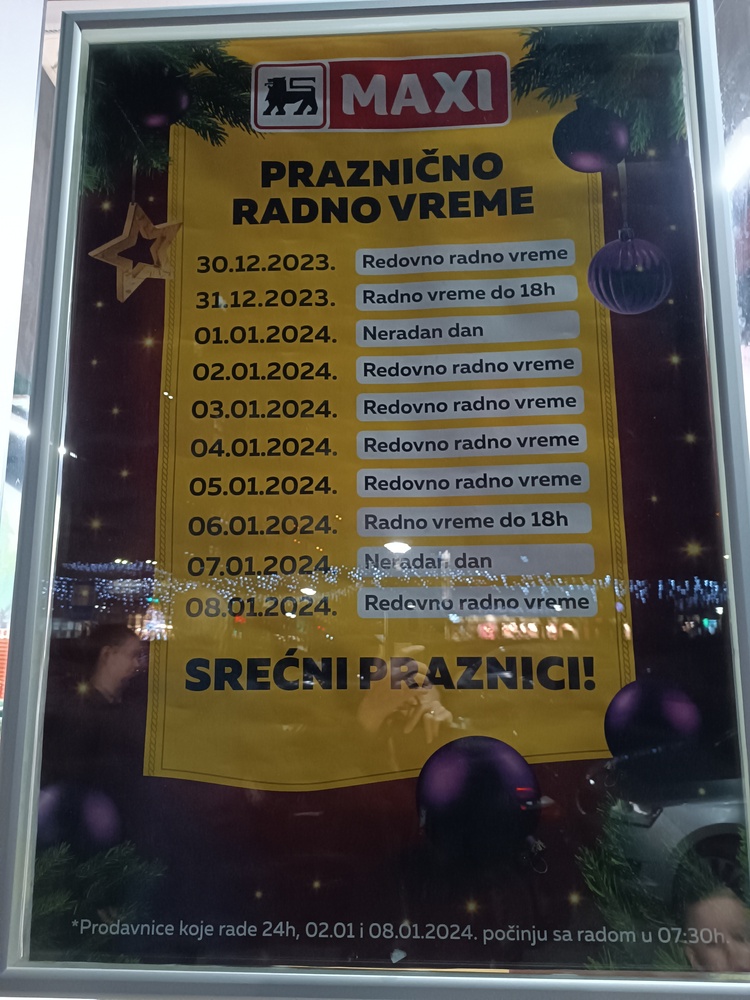 MAXI
PRAZNIČNO
RADNO VREME
30.12.2023. Redovno radno vreme
31.12.2023. Radno vreme do 18h
01.01.2024. Neradan dan
02.01.2024. Redovno radno vreme
03.01.2024. Redovno radno vreme
04.01.2024. Redovno radno vreme
05.01.2024. Redovno radno vreme
06.01.2024. Radno vreme do 18h
07.01.2024. Neradan dan
08.01.2024. Redovno radno vreme
SREĆNI PRAZNICI!
*Prodavnice koje rade 24h, 02.01 i 08.01.2024. počinju sa radom u 07:30h.